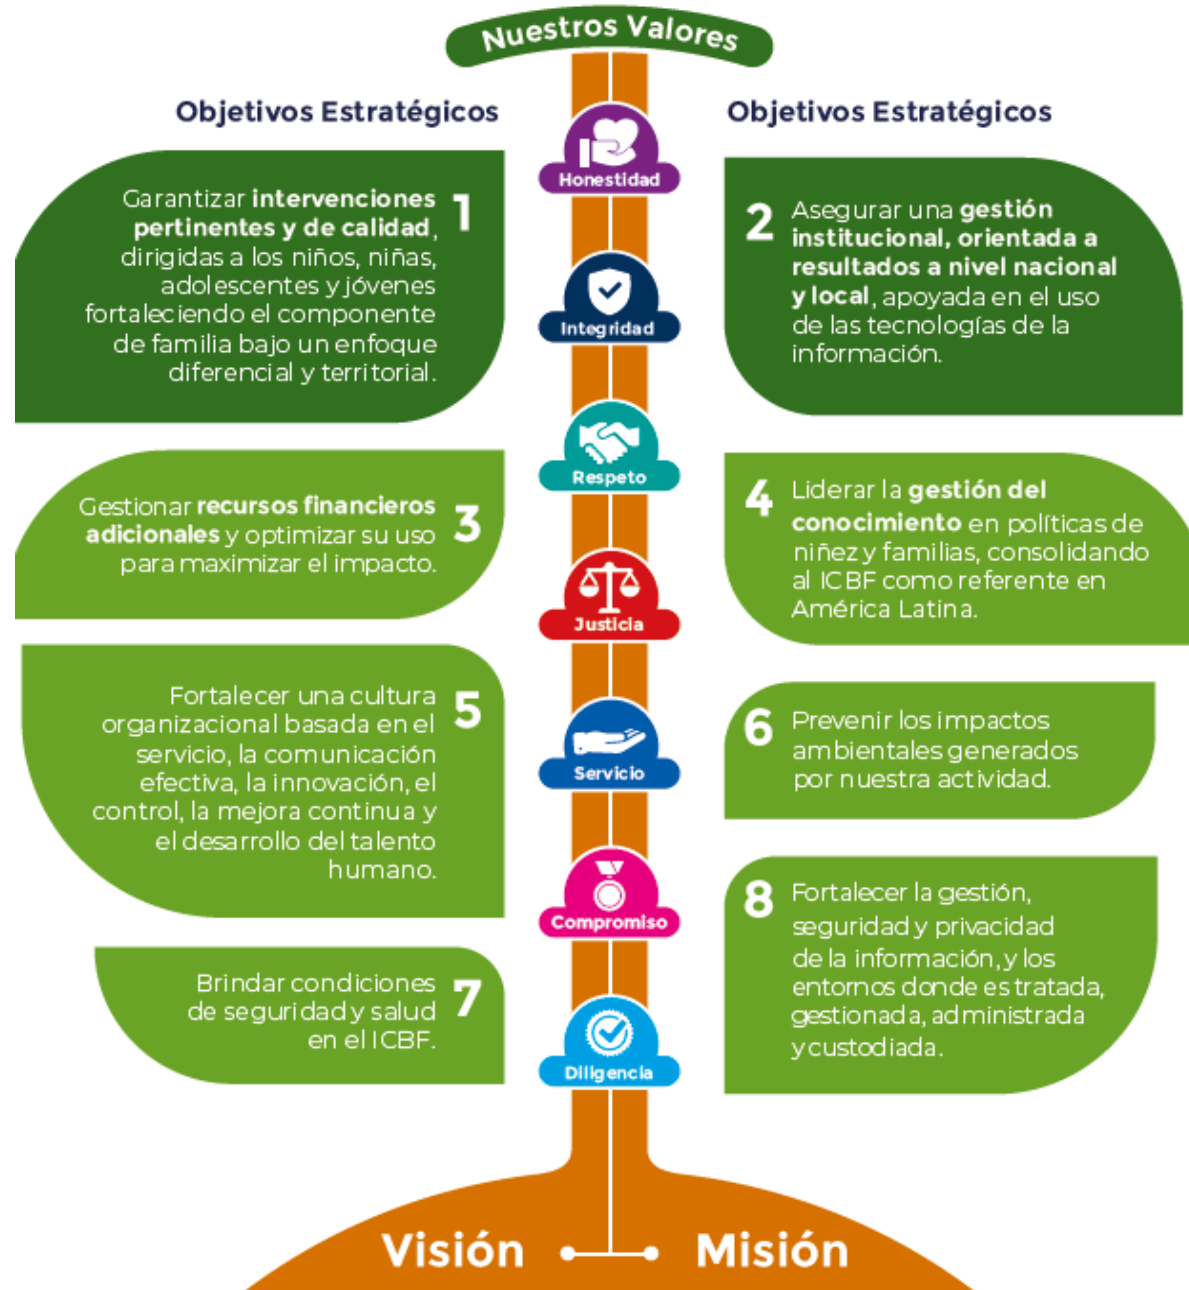 Nuestros Valores
Objetivos Estratégicos
Objetivos Estratégicos
Honestidad
Integridad
Respeto
Justicia
Servicio
Compromiso
Diligencia
1
Garantizar intervenciones
pertinentes y de calidad,
dirigidas a los niños, niñas,
adolescentes y jóvenes
fortaleciendo el componente
de familia bajo un enfoque
diferencial y territorial.
2
Asegurar una gestión
institucional, orientada a
resultados a nivel nacional
y local, apoyada en el uso
de las tecnologías de la
información.
3
Gestionar recursos financieros
adicionales y optimizar su uso
para maximizar el impacto.
4
Liderar la gestión del
conocimiento en políticas de
niñez y familias, consolidando
al ICBF como referente en
América Latina.
5
Fortalecer una cultura
organizacional basada en el
servicio, la comunicación
efectiva, la innovación, el
control, la mejora continua y
el desarrollo del talento
humano.
6
Prevenir los impactos
ambientales generados
por nuestra actividad.
7
Brindar condiciones
de seguridad y salud
en el ICBF.
8
Fortalecer la gestión,
seguridad y privacidad
de la información, y los
entornos donde es tratada,
gestionada, administrada
y custodiada.
Visión
Misión